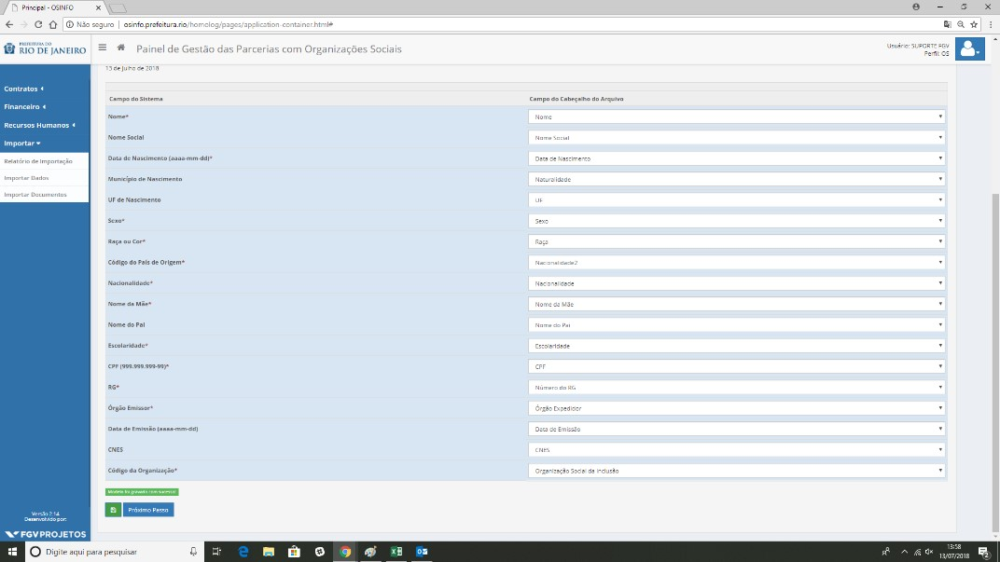 Principal - OSINFO
Não seguro | osinfo.prefeitura.rio/homolog/pages/application-container.html#
PREFEITURA DO
RIO DE JANEIRO
Painel de Gestão das Parcerias com Organizações Sociais
Usuário: SUPORTE FGV
Perfil: OS
13 de Julho de 2018
Contratos
Financeiro
Recursos Humanos
Importar
Relatório de Importação
Importar Dados
Importar Documentos
Campo do Sistema Campo do Cabeçalho do Arquivo
Nome* Nome
Nome Social Nome Social
Data de Nascimento (aaaa-mm-dd)* Data de Nascimento
Município de Nascimento Naturalidade
UF de Nascimento UF
Sexo* Sexo
Raça ou Cor* Raça
Código do País de Origem* Nacionalidade2
Nacionalidade* Nacionalidade
Nome da Mãe* Nome da Mãe
Nome do Pai Nome do Pai
Escolaridade* Escolaridade
CPF (999.999.999-99)* CPF
RG* Número do RG
Órgão Emissor* Órgão Expedidor
Data de Emissão (aaaa-mm-dd) Data de Emissão
CNES CNES
Código da Organização* Organização Social da Inclusão
Modelo foi gravado com sucesso!
Próximo Passo
Versão 2.14
Desenvolvido por:
FGV PROJETOS
Digite aqui para pesquisar
13:58
13/07/2018